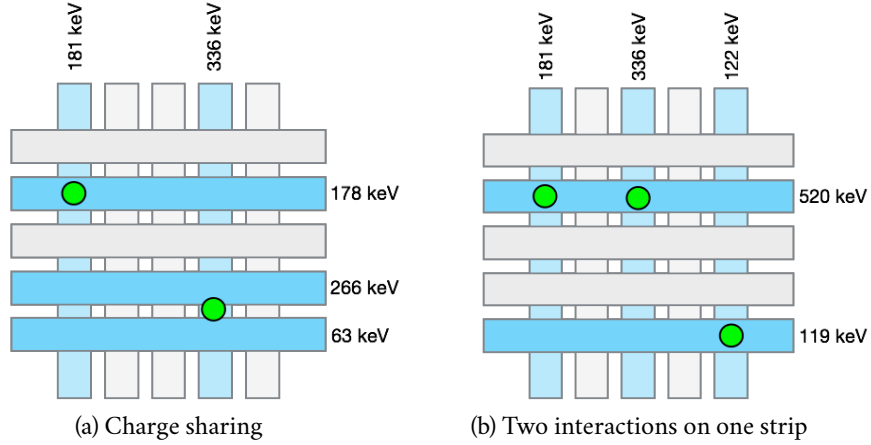 181 keV
336 keV
178 keV
266 keV
63 keV
(a) Charge sharing
181 keV
336 keV
122 keV
520 keV
119 keV
(b) Two interactions on one strip